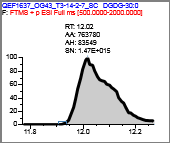 QEF1637_OG43_T3-14-2-7_SC DGDG-30:0
F: FTMS + p ESI Full ms [500.0000-2000.0000]
RT: 12.02
AA: 763780
AH: 83549
SN: 1.47E+015
100
80
60
40
20
0
11.8
12.0
12.2